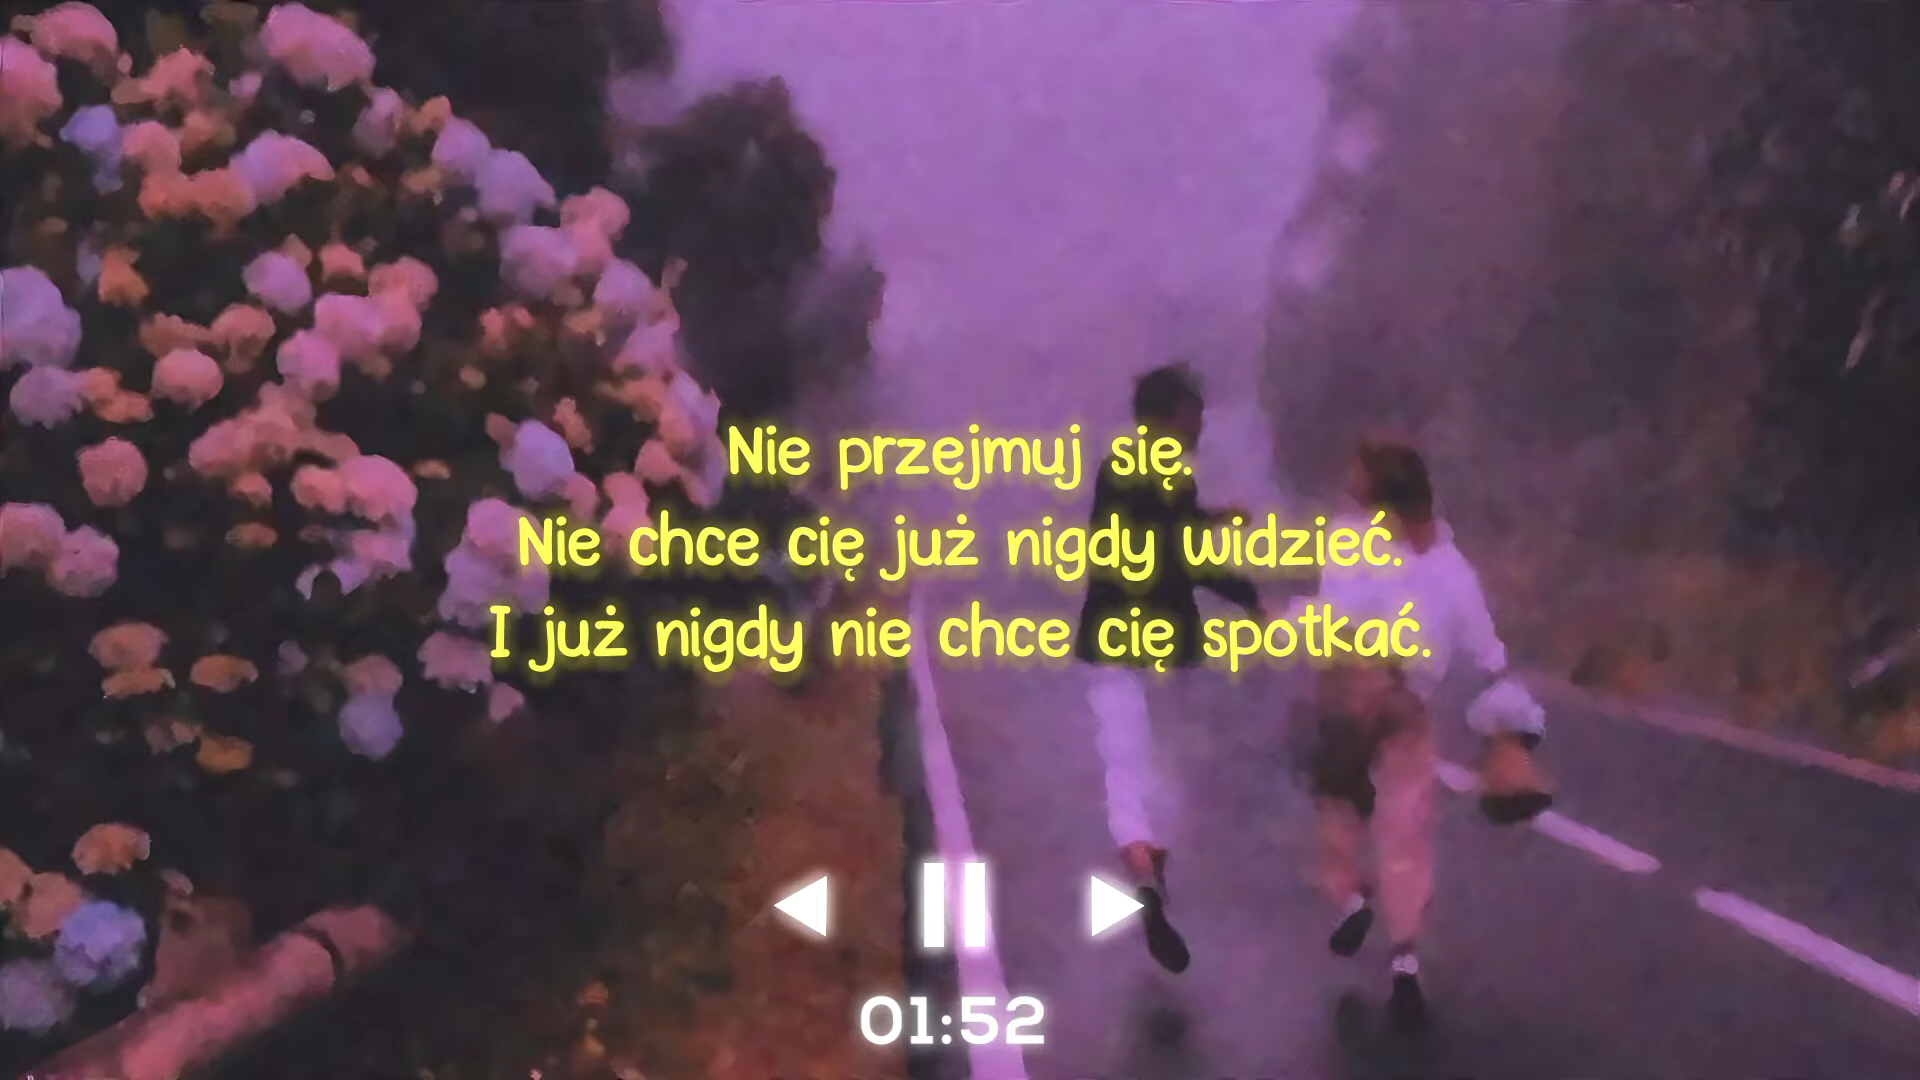 Nie przejmuj się.
Nie chce cię już nigdy widzieć.
I już nigdy nie chce cię spotkać.
01:52